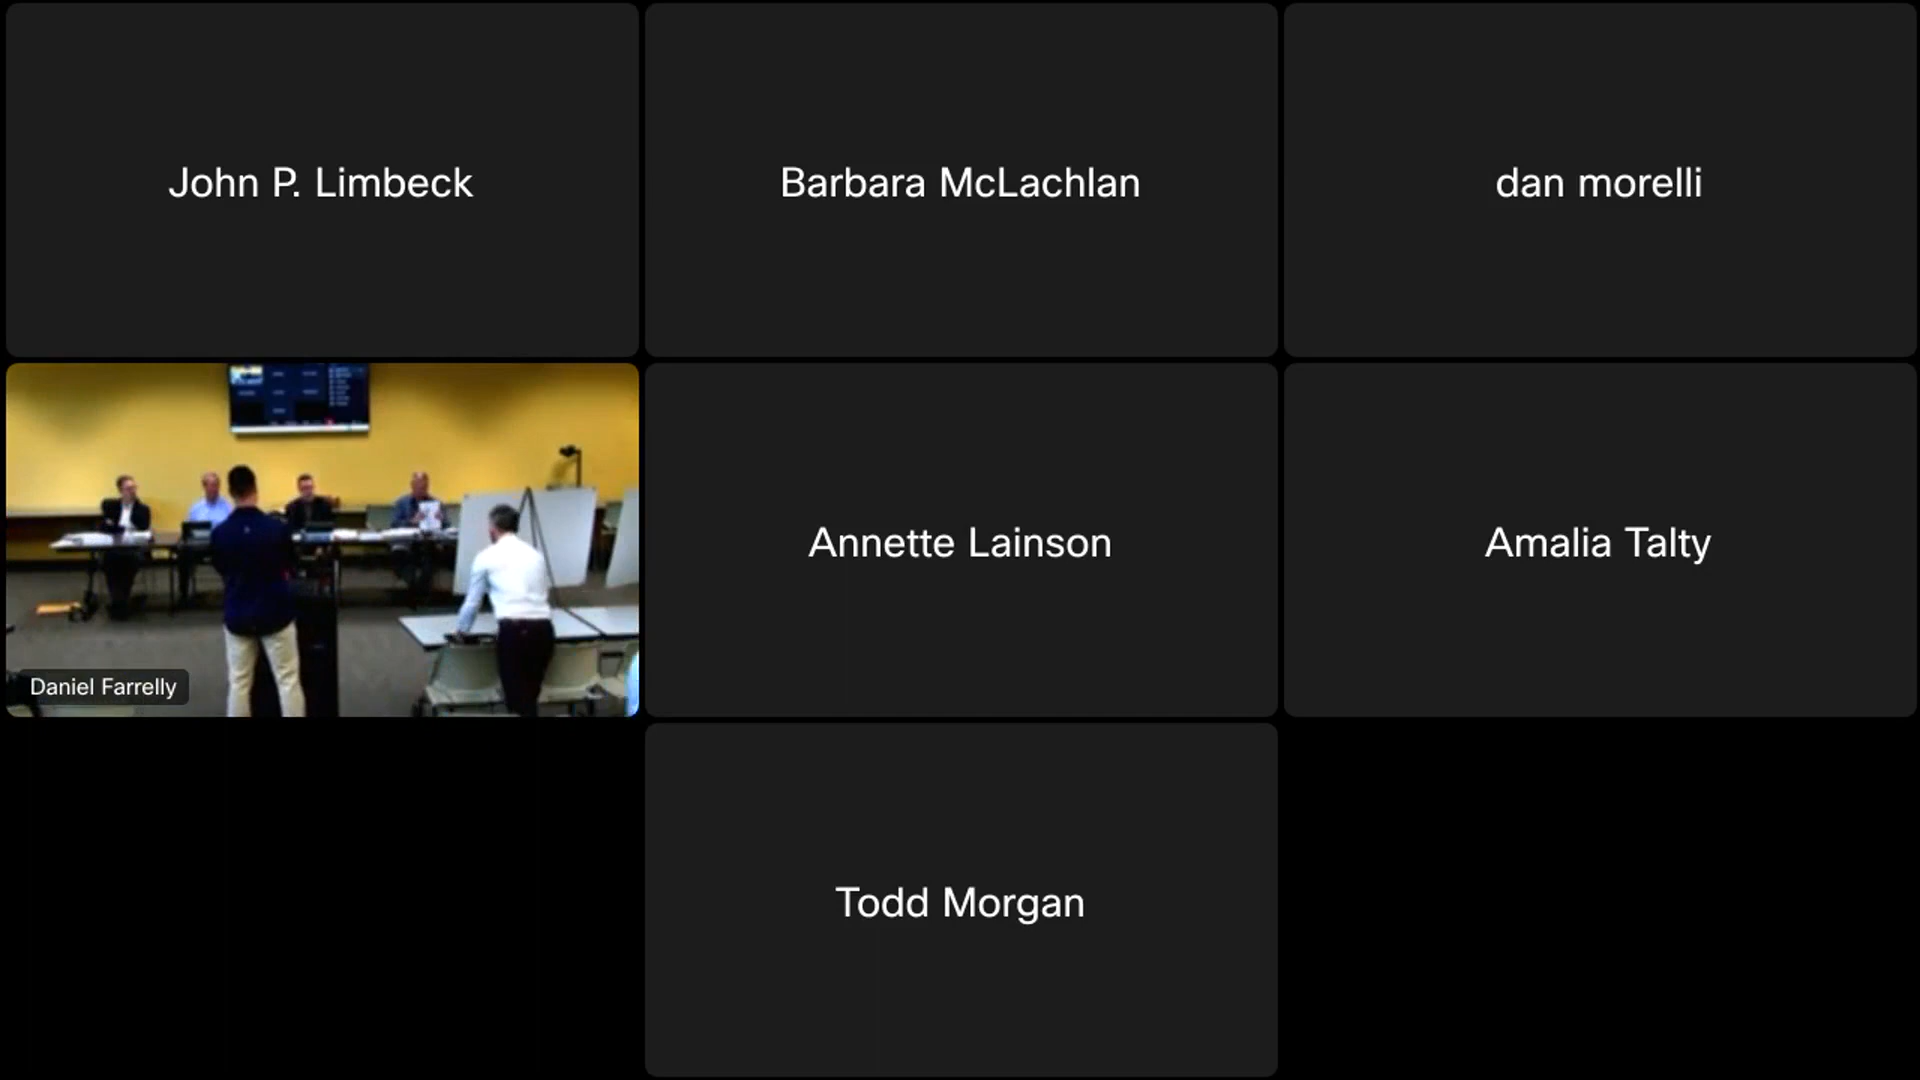 John P. Limbeck
Barbara McLachlan
dan morelli
Daniel Farrelly
Annette Lainson
Amalia Talty
Todd Morgan